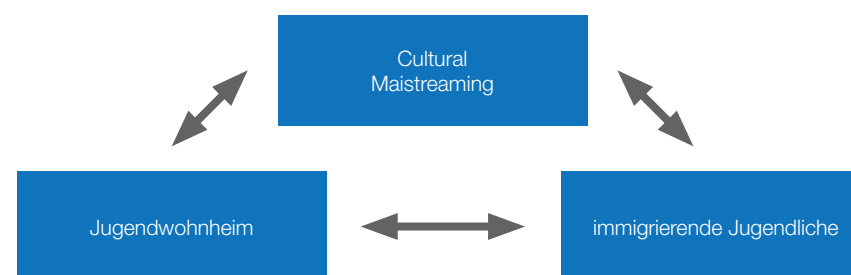 Cultural
Maistreaming
Jugendwohnheim
immigrierende Jugendliche